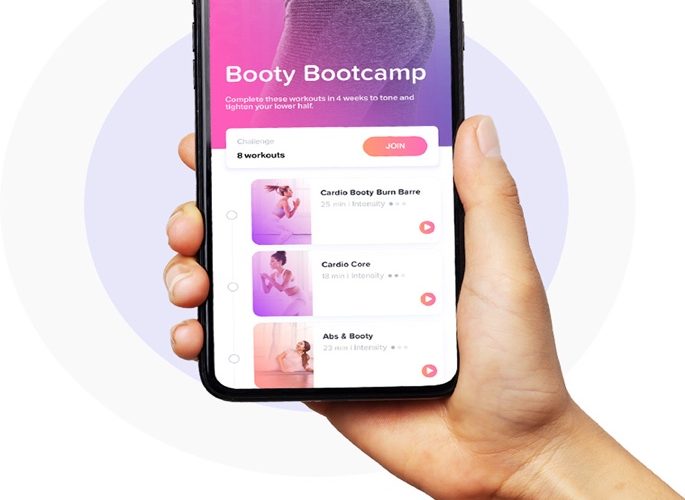 Booty Bootcamp
Complete these workouts in 4 weeks to tone and
tighten your lower half.
Challenge
8 workouts
JOIN
Cardio Booty Burn Barre
25 min | Intensity
Cardio Core
18 min | Intensity
Abs & Booty
23 min | Intensity